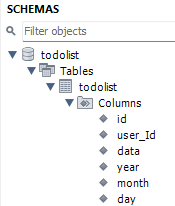 SCHEMAS
Filter objects
todolist
Tables
todolist
Columns
id
user_Id
data
year
month
day